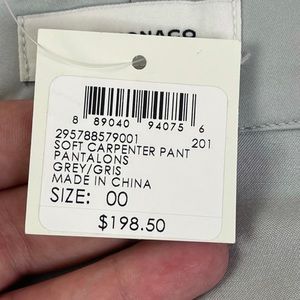 ONACO
8 89040 94075 6
295788579001 201
SOFT CARPENTER PANT
PANTALONS
GREY/GRIS
MADE IN CHINA
SIZE: 00
$198.50